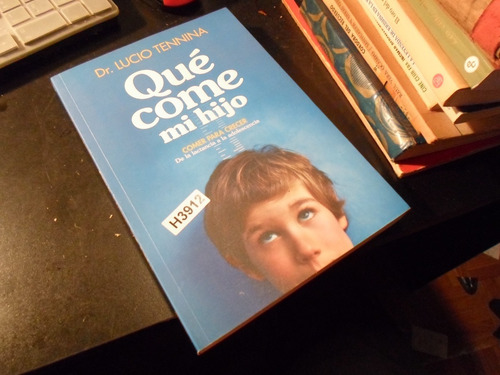 Dr. LUCIO TENNINA
Qué
come
mi hijo
COMER PARA CRECER
De la lactancia a la adolescencia
H3912